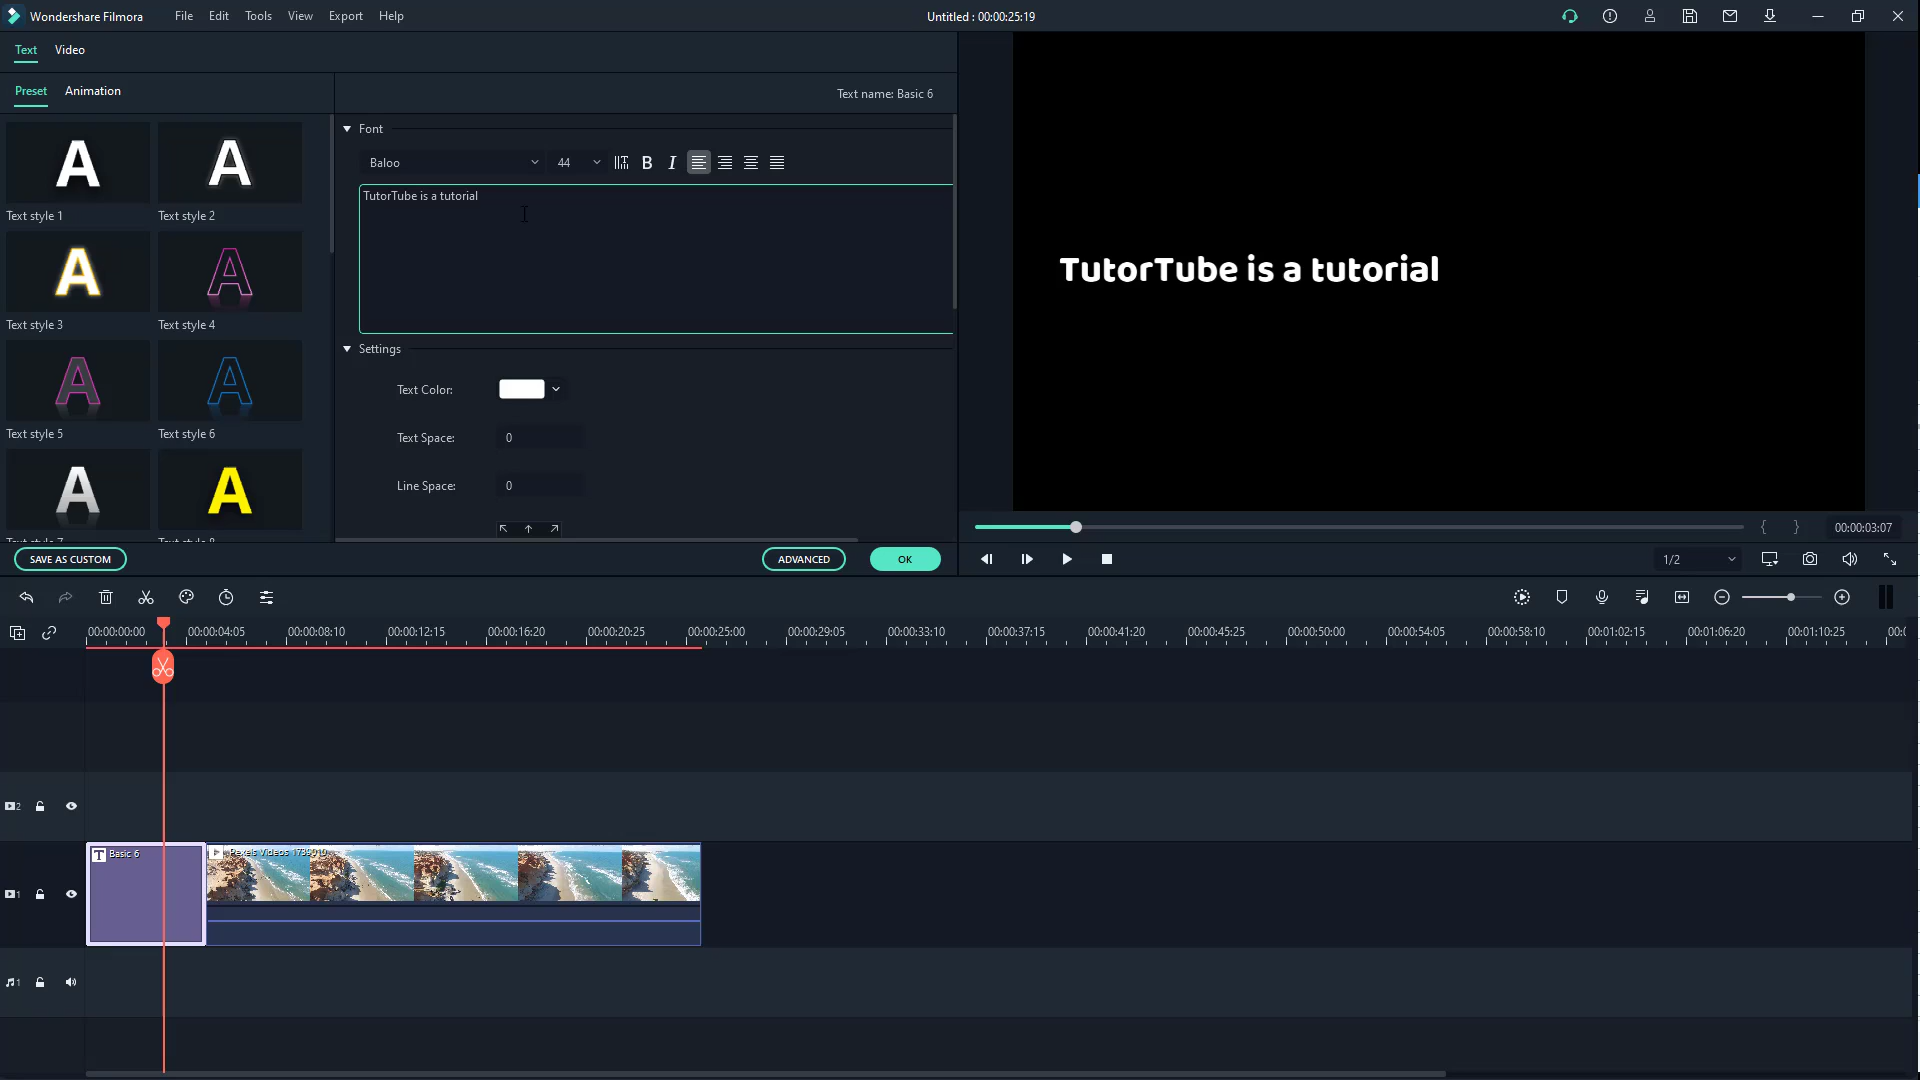 Wondershare Filmora File Edit Tools View Export Help Untitled : 00:00:25:19
Text Video
Preset Animation Text name: Basic 6
Font
Baloo 44 B I
TutorTube is a tutorial
TutorTube is a tutorial
A A
Text style 1 Text style 2
A A
Text style 3 Text style 4
A A
Text style 5 Text style 6
A A
Settings
Text Color:
Text Space: 0
Line Space: 0
SAVE AS CUSTOM ADVANCED OK
{ } 00:00:03:07
1/2
00:00:00:00 00:00:04:05 00:00:08:10 00:00:12:15 00:00:16:20 00:00:20:25 00:00:25:00 00:00:29:05 00:00:33:10 00:00:37:15 00:00:41:20 00:00:45:25 00:00:50:00 00:00:54:05 00:00:58:10 00:01:02:15 00:01:06:20 00:01:10:25
2
T Basic 6 Pexels Videos
1
1